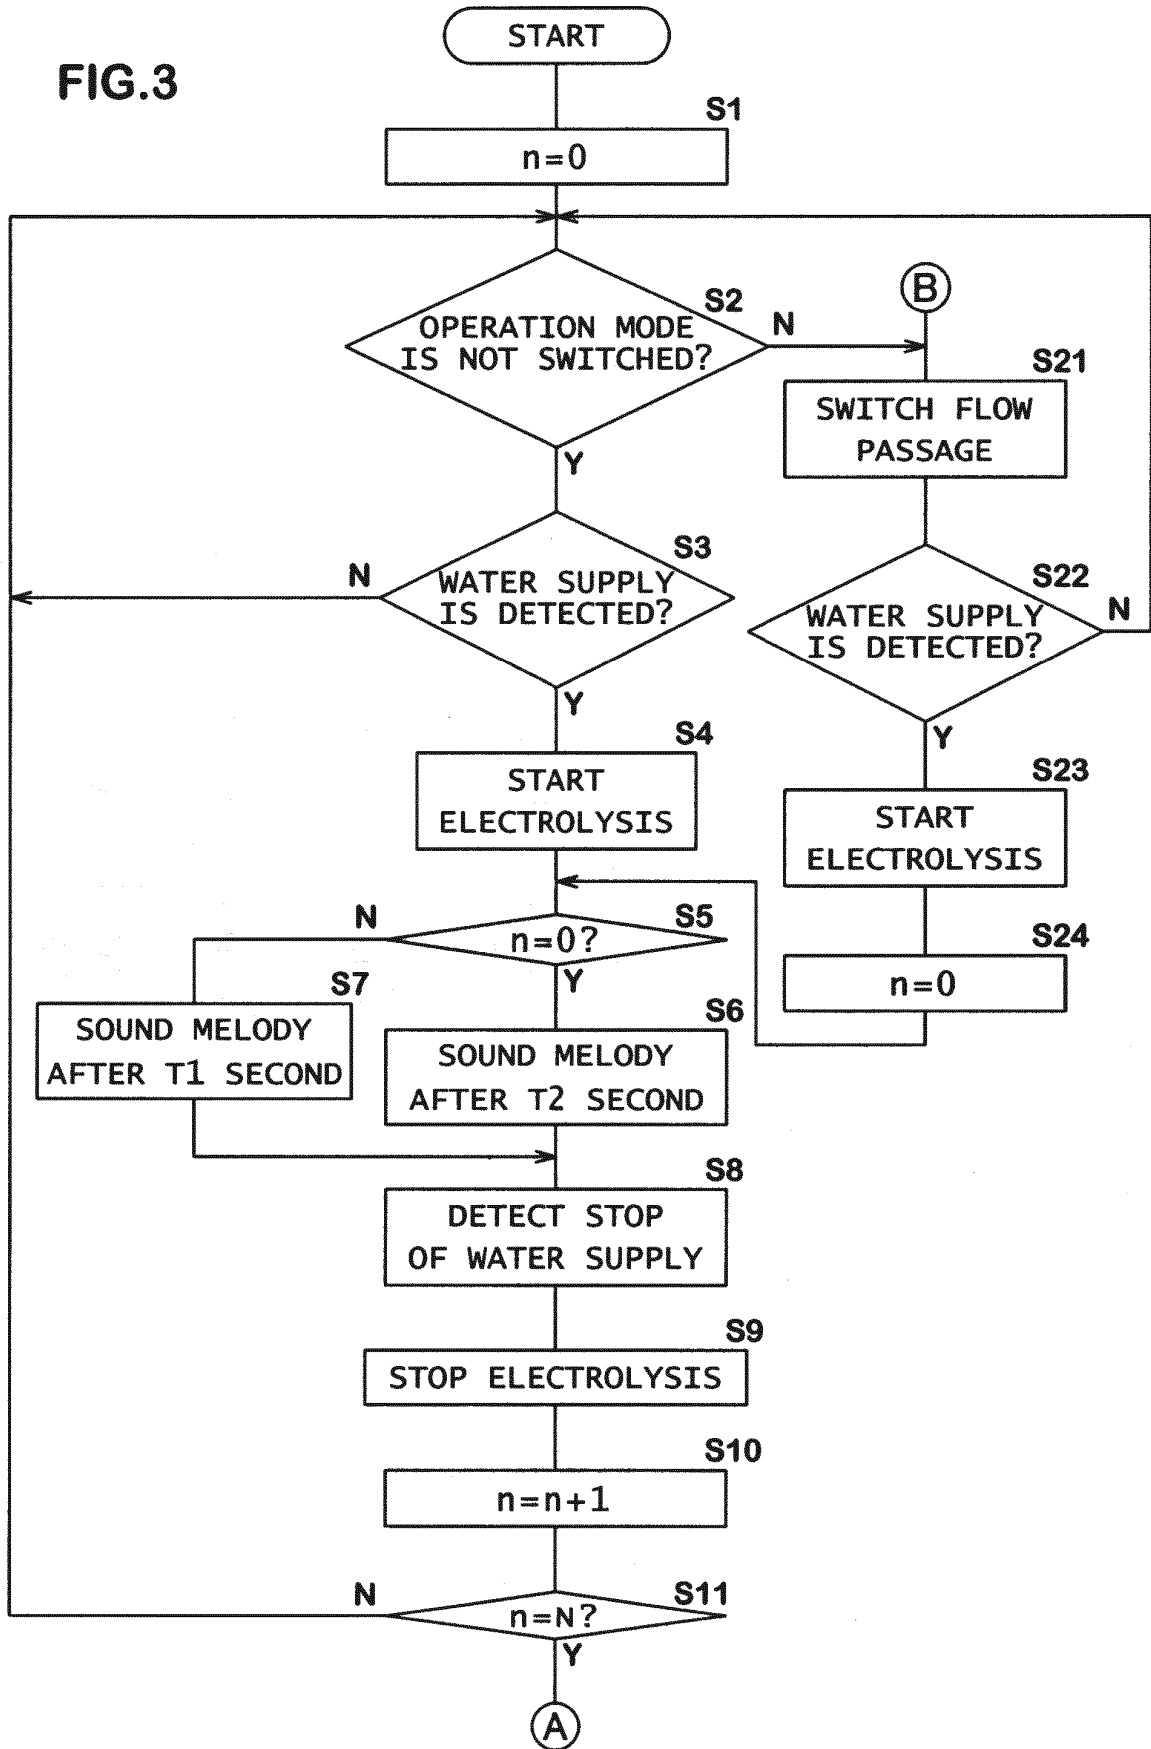 START
FIG.3
S1
n=0
B
S2
OPERATION MODE
IS NOT SWITCHED?
N
S21
SWITCH FLOW
PASSAGE
Y
S3
N
WATER SUPPLY
IS DETECTED?
S22
N
WATER SUPPLY
IS DETECTED?
Y
Y
S4
START
ELECTROLYSIS
S23
START
ELECTROLYSIS
N
S5
n=0?
Y
S24
n=0
S7
SOUND MELODY
AFTER T1 SECOND
S6
SOUND MELODY
AFTER T2 SECOND
S8
DETECT STOP
OF WATER SUPPLY
S9
STOP ELECTROLYSIS
S10
n=n+1
N
S11
n=N?
Y
A